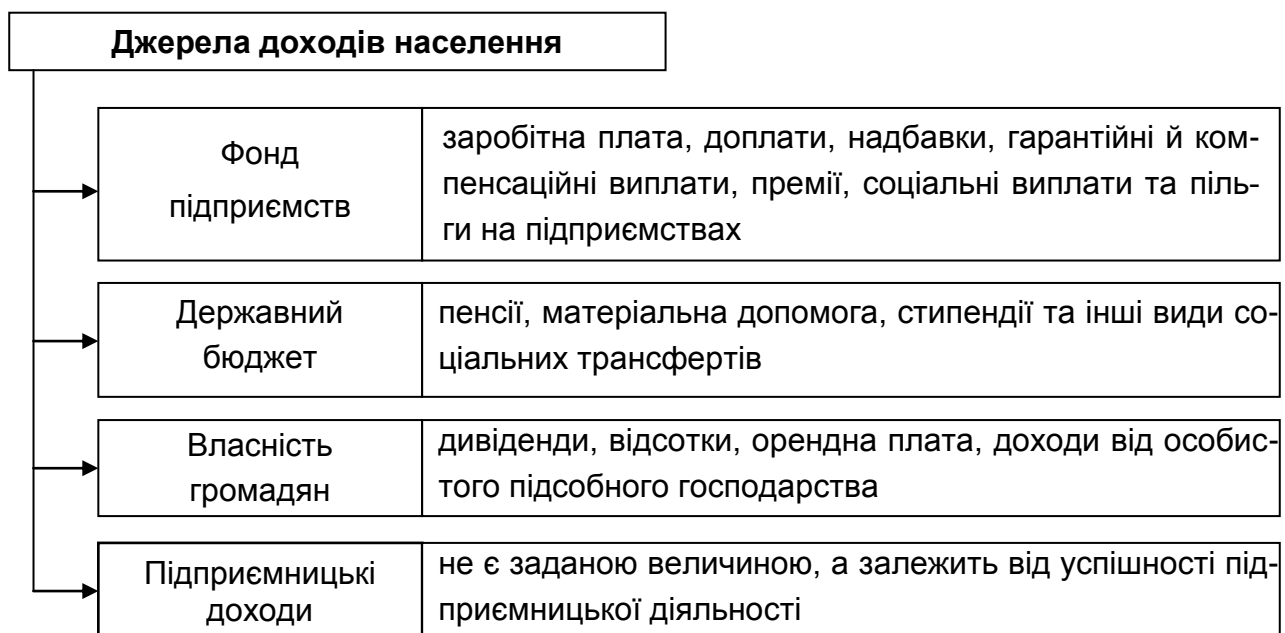 Джерела доходів населення
Фонд
підприємств
заробітна плата, доплати, надбавки, гарантійні й ком-
пенсаційні виплати, премії, соціальні виплати та піль-
ги на підприємствах
Державний
бюджет
пенсії, матеріальна допомога, стипендії та інші види со-
ціальних трансфертів
Власність
громадян
дивіденди, відсотки, орендна плата, доходи від особис-
того підсобного господарства
Підприємницькі
доходи
не є заданою величиною, а залежить від успішності під-
приємницької діяльності